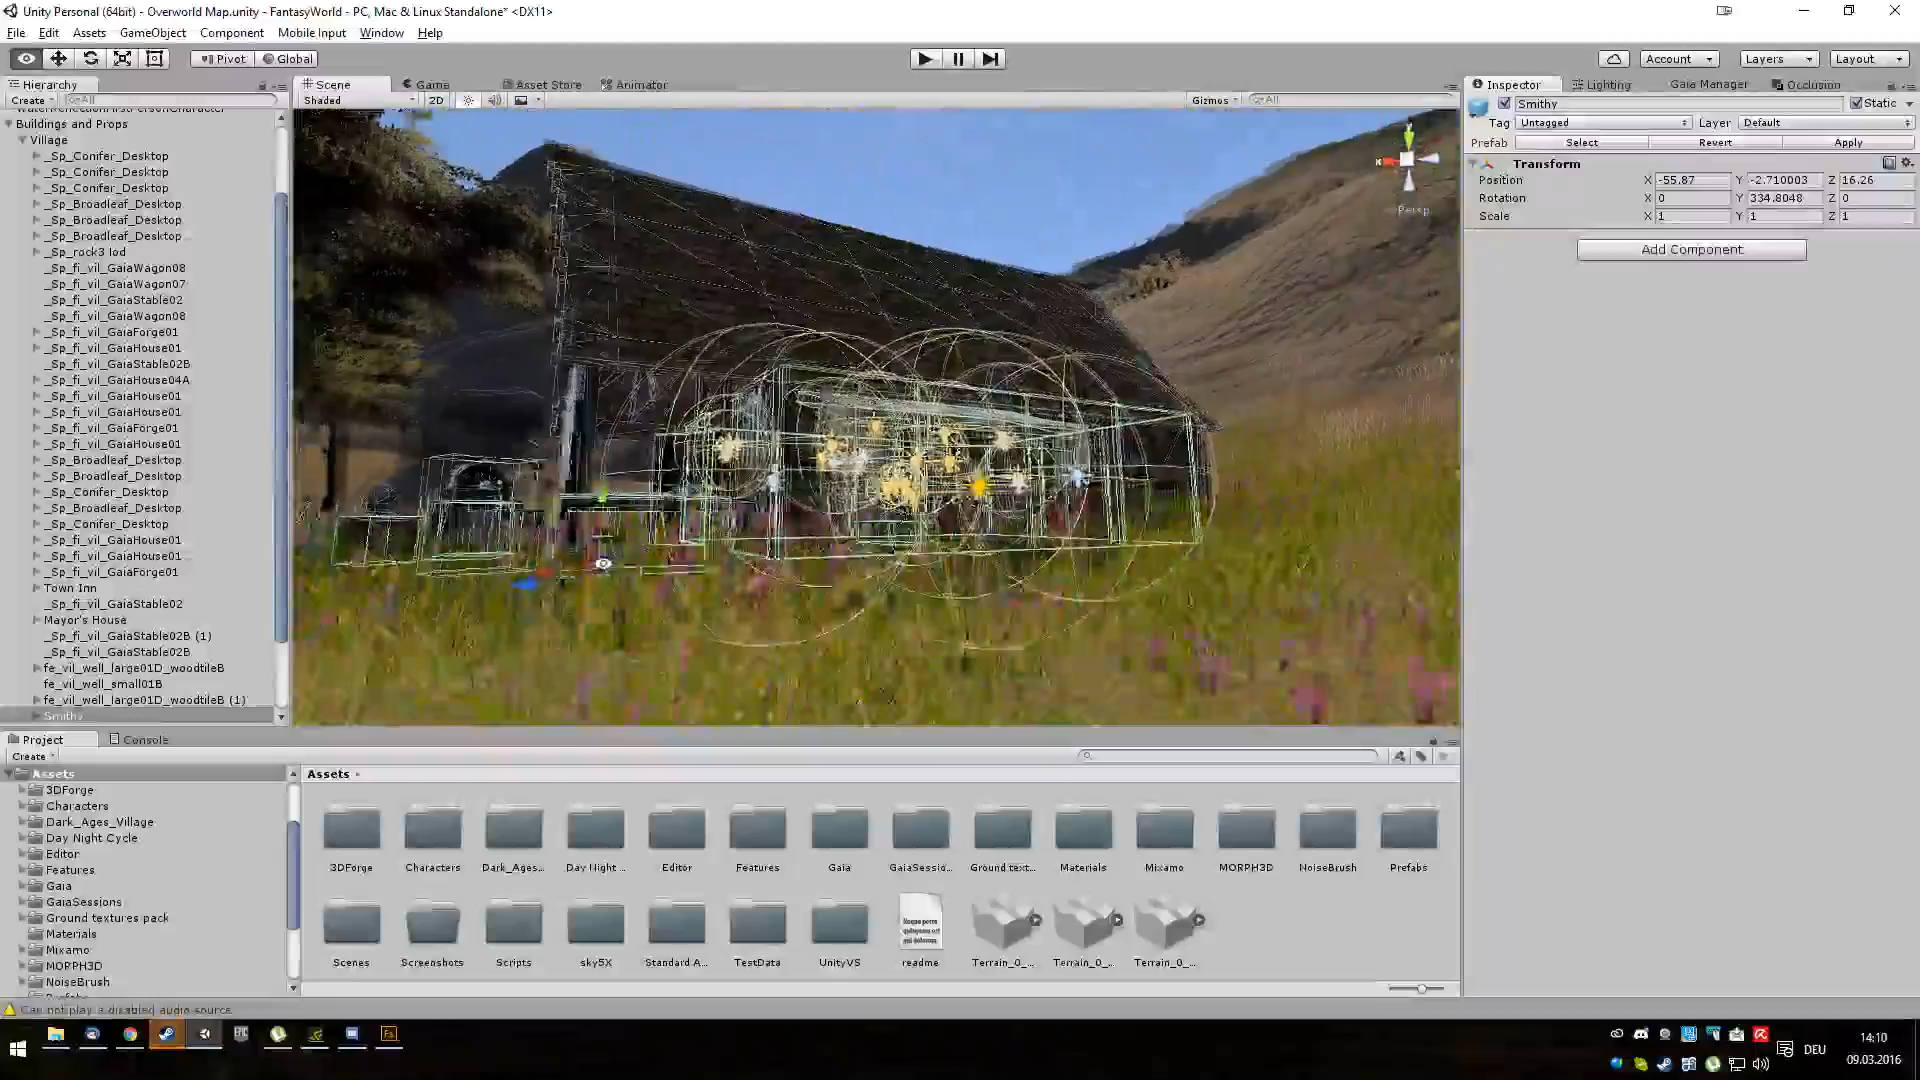 Unity Personal (64bit) - Overworld Map.unity - FantasyWorld - PC, Mac & Linux Standalone* <DX11>
File Edit Assets GameObject Component Mobile Input Window Help
Pivot Global Account Layers Layout
Hierarchy
Create All
Buildings and Props
Village
_Sp_Conifer_Desktop
_Sp_Conifer_Desktop
_Sp_Conifer_Desktop
_Sp_Broadleaf_Desktop
_Sp_Broadleaf_Desktop
_Sp_Broadleaf_Desktop
_Sp_rock3 lod
_Sp_fi_vil_GaiaWagon08
_Sp_fi_vil_GaiaWagon07
_Sp_fi_vil_GaiaStable02
_Sp_fi_vil_GaiaWagon08
_Sp_fi_vil_GaiaForge01
_Sp_fi_vil_GaiaHouse01
_Sp_fi_vil_GaiaStable02B
_Sp_fi_vil_GaiaHouse04A
_Sp_fi_vil_GaiaHouse01
_Sp_fi_vil_GaiaHouse01
_Sp_fi_vil_GaiaForge01
_Sp_fi_vil_GaiaHouse01
_Sp_Broadleaf_Desktop
_Sp_Broadleaf_Desktop
_Sp_Conifer_Desktop
_Sp_Broadleaf_Desktop
_Sp_Conifer_Desktop
_Sp_fi_vil_GaiaHouse01
_Sp_fi_vil_GaiaHouse01
_Sp_fi_vil_GaiaForge01
Town Inn
_Sp_fi_vil_GaiaStable02
Mayor's House
_Sp_fi_vil_GaiaStable02B (1)
_Sp_fi_vil_GaiaStable02B
fe_vil_well_large01D_woodtileB
fe_vil_well_small01B
fe_vil_well_large01D_woodtileB (1)
Smithy
Scene Game Asset Store Animator
Shaded 2D Gizmos All
Persp
Inspector Lighting Gaia Manager Occlusion
Smithy Static
Tag Untagged Layer Default
Prefab Select Revert Apply
Transform
Position X -55.87 Y -2.710003 Z 16.26
Rotation X 0 Y 334.8048 Z 0
Scale X 1 Y 1 Z 1
Add Component
Project Console
Create
Assets
3DForge
Characters
Dark_Ages_Village
Day Night Cycle
Editor
Features
Gaia
GaiaSessions
Ground textures pack
Materials
Mixamo
MORPH3D
NoiseBrush
Assets
3DForge Characters Dark_Ages... Day Night ... Editor Features Gaia GaiaSessio... Ground text... Materials Mixamo MORPH3D NoiseBrush Prefabs
Scenes Screenshots Scripts sky5X Standard A... TestData UnityVS readme Terrain_0_... Terrain_0_... Terrain_0_...
Can not play a disabled audio source
EPIC
Fs
DEU
14:10
09.03.2016